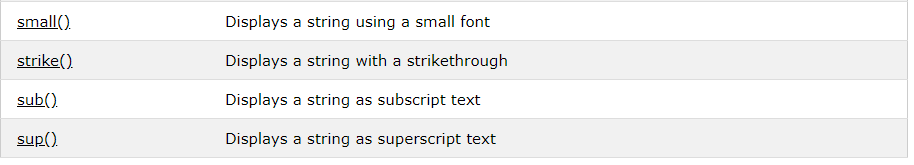 small() Displays a string using a small font
strike() Displays a string with a strikethrough
sub() Displays a string as subscript text
sup() Displays a string as superscript text